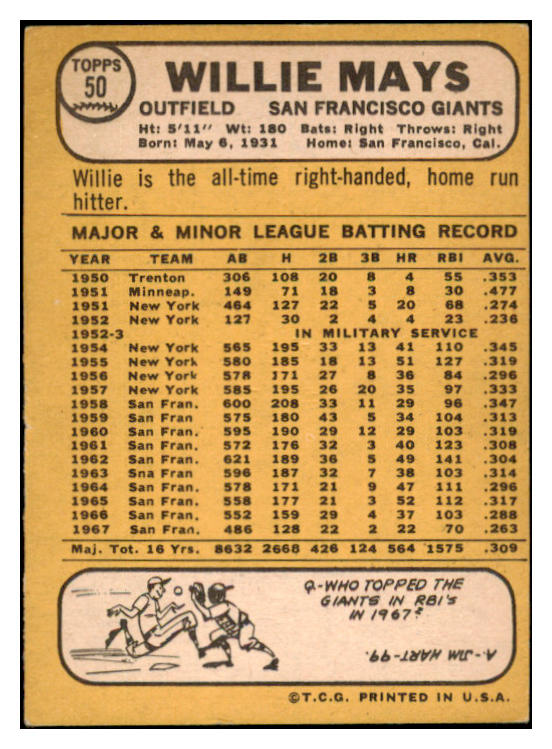 TOPPS
50
WILLIE MAYS
OUTFIELD SAN FRANCISCO GIANTS
Ht: 5'11" Wt: 180 Bats: Right Throws: Right
Born: May 6, 1931 Home: San Francisco, Cal.
Willie is the all-time right-handed, home run
hitter.
MAJOR & MINOR LEAGUE BATTING RECORD
YEAR TEAM AB H 2B 3B HR RBI AVG.
1950 Trenton 306 108 20 8 4 55 .353
1951 Minneap. 149 71 18 3 8 30 .477
1951 New York 464 127 22 5 20 68 .274
1952 New York 127 30 2 4 4 23 .236
1952-3 IN MILITARY SERVICE
1954 New York 565 195 33 13 41 110 .345
1955 New York 580 185 18 13 51 127 .319
1956 New York 578 171 27 8 36 84 .296
1957 New York 585 195 26 20 35 97 .333
1958 San Fran. 600 208 33 11 29 96 .347
1959 San Fran. 575 180 43 5 34 104 .313
1960 San Fran. 595 190 29 12 29 103 .319
1961 San Fran. 572 176 32 3 40 123 .308
1962 San Fran. 621 189 36 5 49 141 .304
1963 Sna Fran 596 187 32 7 38 103 .314
1964 San Fran. 578 171 21 9 47 111 .296
1965 San Fran. 558 177 21 3 52 112 .317
1966 San Fran. 552 159 29 4 37 103 .288
1967 San Fran. 486 128 22 2 22 70 .263
Maj. Tot. 16 Yrs. 8632 2668 426 124 564 1575 .309
Q-WHO TOPPED THE
GIANTS IN RBI'S
IN 1967?
A.-JIM HART-99.
©T.C.G. PRINTED IN U.S.A.